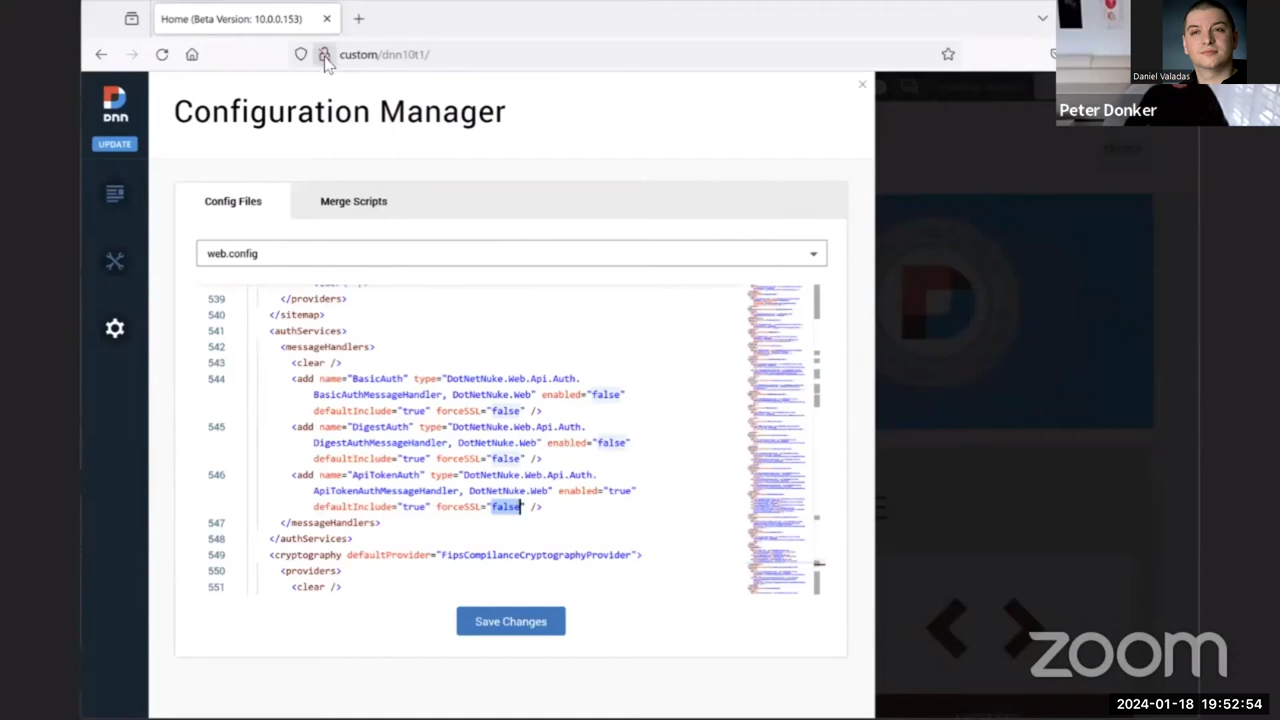 Home (Beta Version: 10.0.0.153)
custom/dnn10t1/
Daniel Valadas
Peter Donker
DNN
UPDATE
Configuration Manager
Config Files
Merge Scripts
web.config
539 </providers>
540 </sitemap>
541 <authServices>
542 <messageHandlers>
543 <clear />
544 <add name="BasicAuth" type="DotNetNuke.Web.Api.Auth.
BasicAuthMessageHandler, DotNetNuke.Web" enabled="false"
defaultInclude="true" forceSSL="false" />
545 <add name="DigestAuth" type="DotNetNuke.Web.Api.Auth.
DigestAuthMessageHandler, DotNetNuke.Web" enabled="false"
defaultInclude="true" forceSSL="false" />
546 <add name="ApiTokenAuth" type="DotNetNuke.Web.Api.Auth.
ApiTokenAuthMessageHandler, DotNetNuke.Web" enabled="true"
defaultInclude="true" forceSSL="false" />
547 </messageHandlers>
548 </authServices>
549 <cryptography defaultProvider="FipsCompilanceCryptographyProvider">
550 <providers>
551 <clear />
Save Changes
zoom
2024-01-18 19:52:54